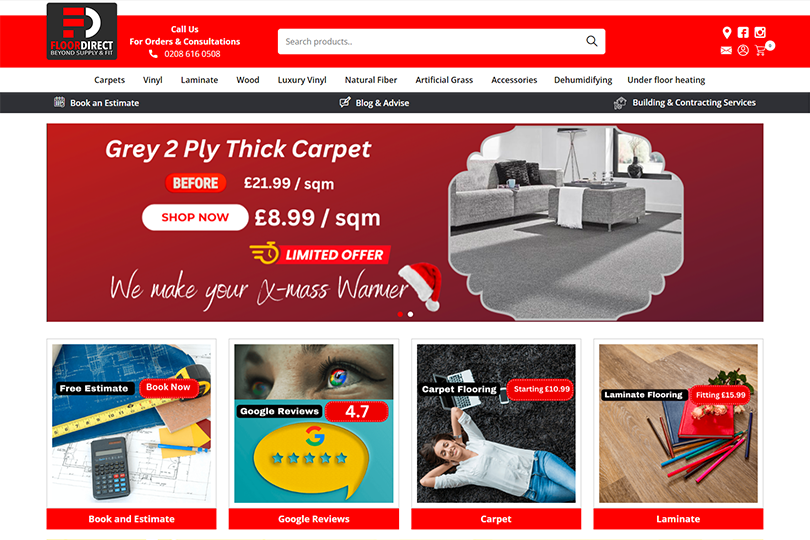 FLOORDIRECT
BEYOND SUPPLY & FIT
Call Us
For Orders & Consultations
0208 616 0508
Search products..
0
Carpets Vinyl Laminate Wood Luxury Vinyl Natural Fiber Artificial Grass Accessories Dehumidifying Under floor heating
Book an Estimate Blog & Advise Building & Contracting Services
Grey 2 Ply Thick Carpet
BEFORE £21.99 / sqm
SHOP NOW £8.99 / sqm
LIMITED OFFER
We make your X-mass Warmer
Free Estimate Book Now
Google Reviews 4.7
Carpet Flooring Starting £10.99
Laminate Flooring Fitting £15.99
Book and Estimate Google Reviews Carpet Laminate